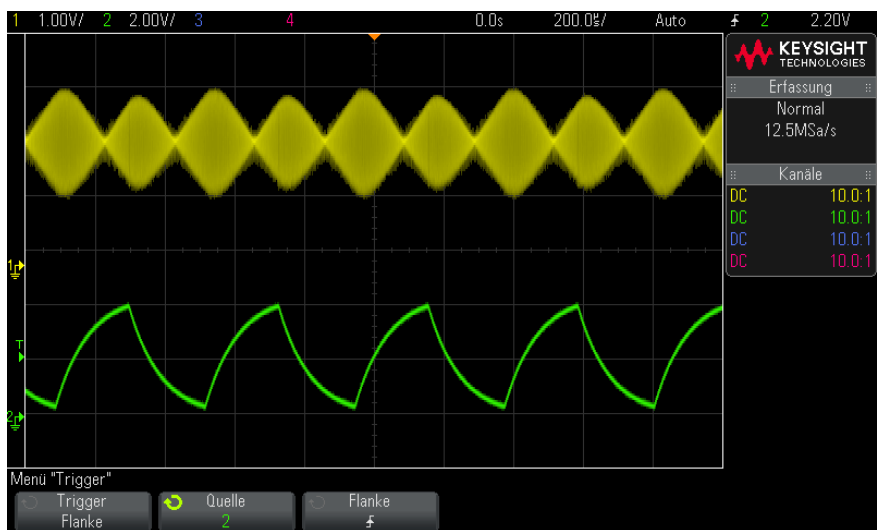 1 1.00V/ 2 2.00V/ 3 4 0.0s 200.0㎲/ Auto 2 2.20V
KEYSIGHT
TECHNOLOGIES
Erfassung
Normal
12.5MSa/s
Kanäle
DC 10.0:1
DC 10.0:1
DC 10.0:1
DC 10.0:1
1
T
2
Menü "Trigger"
Trigger
Flanke
Quelle
2
Flanke